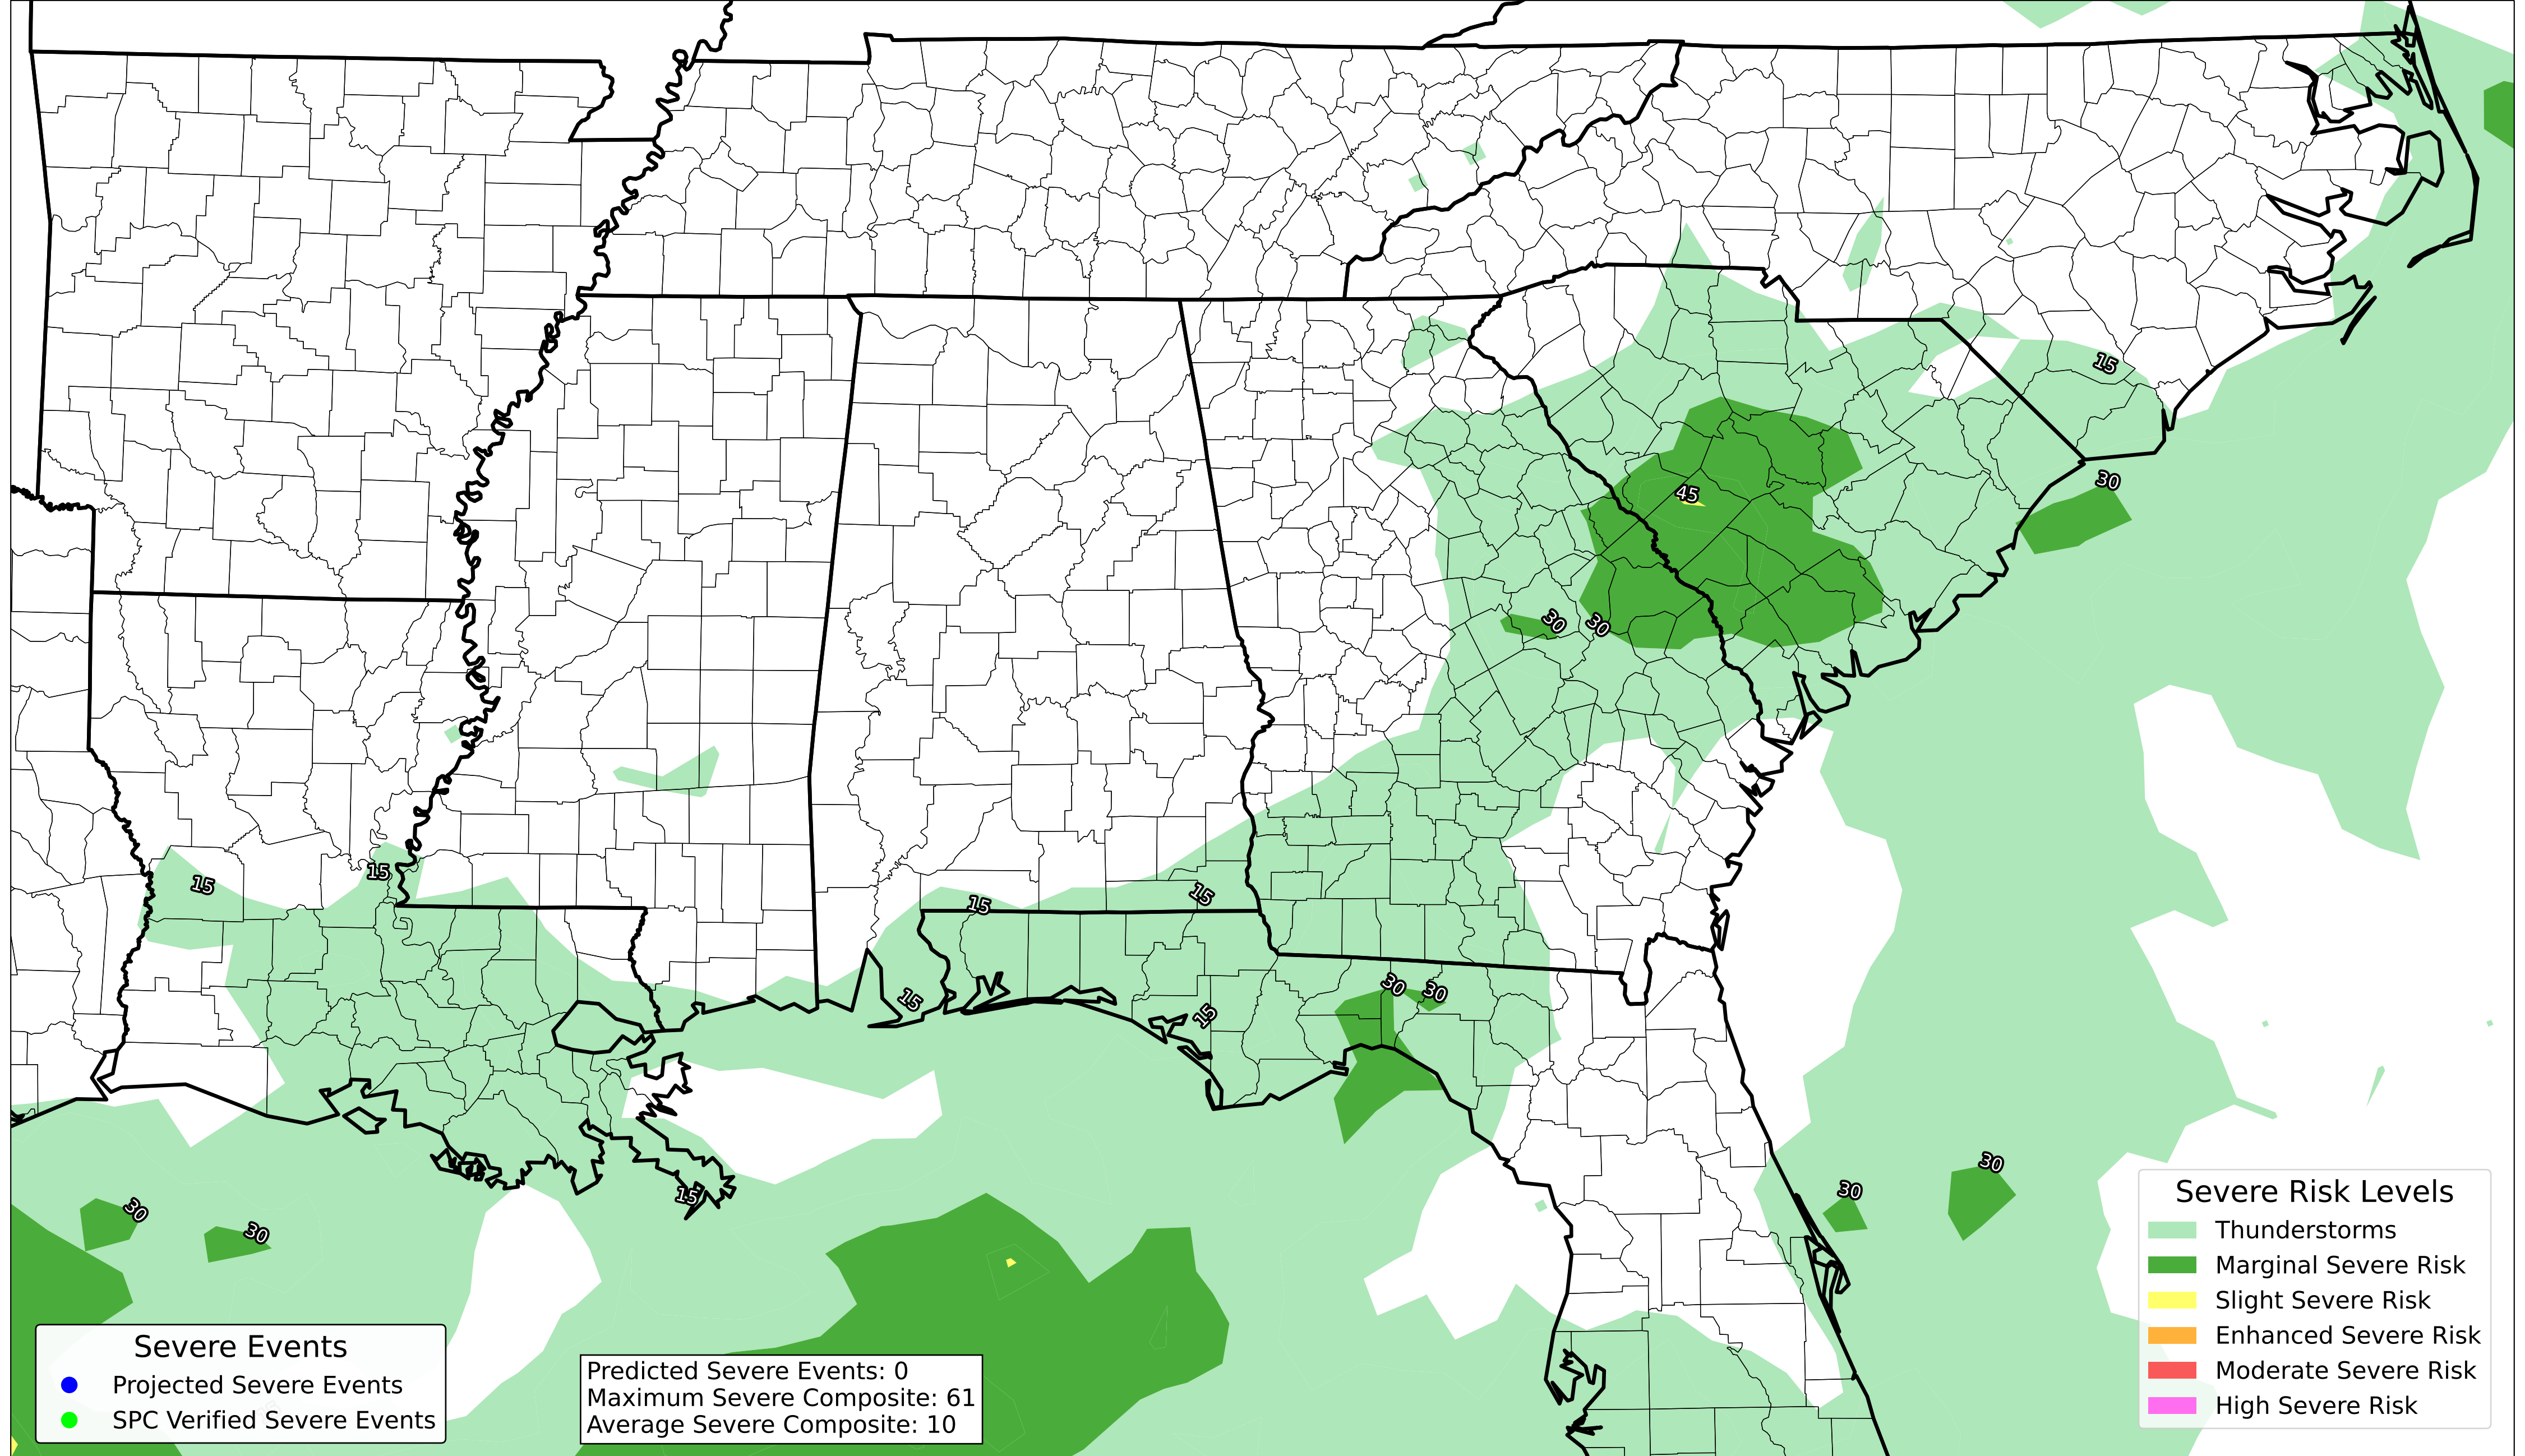 15
45
30
30
30
15
15
15
15
30
30
15
15
15
30
30
30
30
Severe Risk Levels
Thunderstorms
Marginal Severe Risk
Slight Severe Risk
Enhanced Severe Risk
Moderate Severe Risk
High Severe Risk
Severe Events
Projected Severe Events
SPC Verified Severe Events
Predicted Severe Events: 0
Maximum Severe Composite: 61
Average Severe Composite: 10